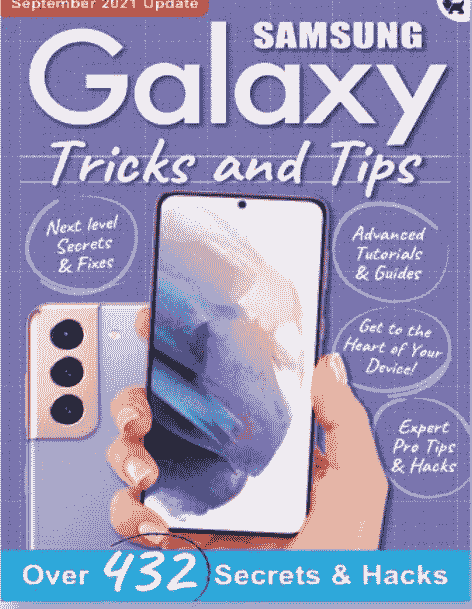 September 2021 Update
SAMSUNG
Galaxy
Tricks and Tips
Next level
Secrets
& Fixes
Advanced
Tutorials
& Guides
Get to the
Heart of Your
Device!
Expert
Pro Tips
& Hacks
Over 432 Secrets & Hacks